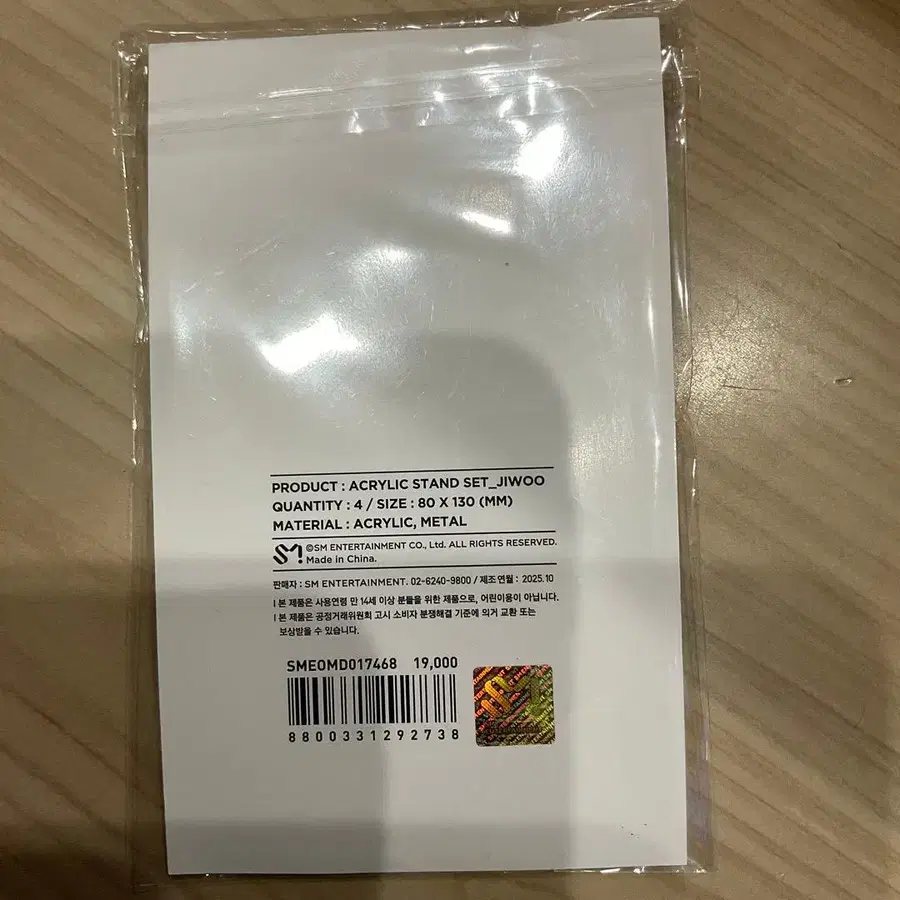 PRODUCT : ACRYLIC STAND SET_JIWOO
QUANTITY : 4 / SIZE : 80 X 130 (MM)
MATERIAL : ACRYLIC, METAL
SM ©SM ENTERTAINMENT CO., Ltd. ALL RIGHTS RESERVED.
Made in China.
판매자 : SM ENTERTAINMENT. 02-6240-9800 / 제조 연월 : 2025.10
ㅣ본 제품은 사용연령 만 14세 이상 분들을 위한 제품으로, 어린이용이 아닙니다.
ㅣ본 제품은 공정거래위원회 고시 소비자 분쟁해결 기준에 의거 교환 또는
보상받을 수 있습니다.
SMEOMD017468 19,000
8800331292738